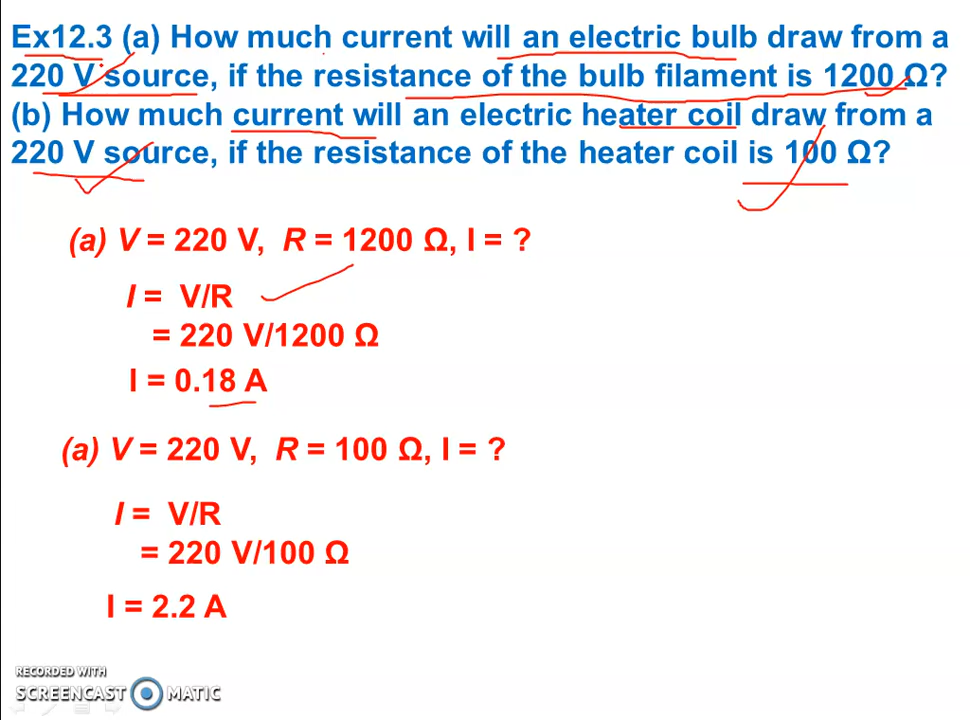 Ex12.3 (a) How much current will an electric bulb draw from a
220 V source, if the resistance of the bulb filament is 1200 Ω?
(b) How much current will an electric heater coil draw from a
220 V source, if the resistance of the heater coil is 100 Ω?
(a) V = 220 V, R = 1200 Ω, I = ?
I = V/R
= 220 V/1200 Ω
I = 0.18 A
(a) V = 220 V, R = 100 Ω, I = ?
I = V/R
= 220 V/100 Ω
I = 2.2 A
RECORDED WITH
SCREENCAST MATIC